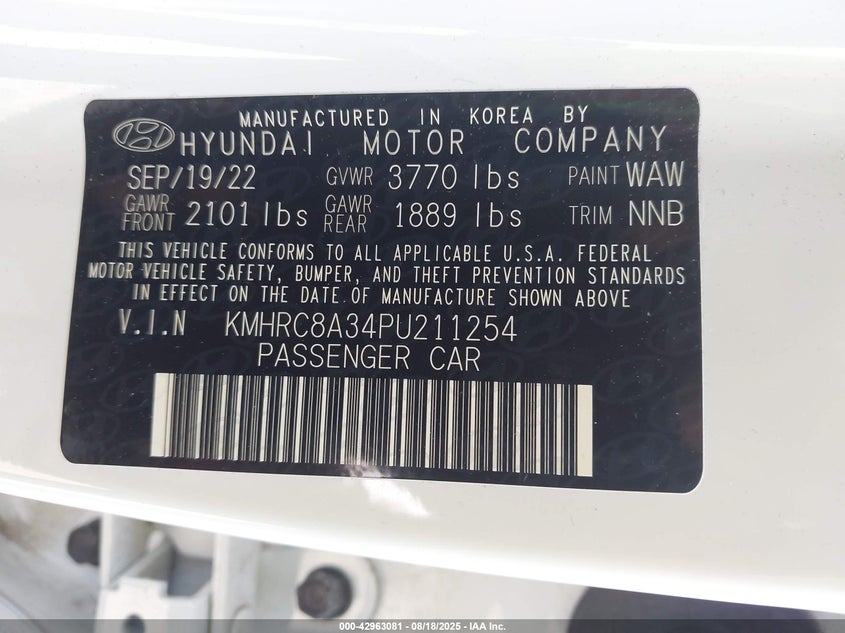 MANUFACTURED IN KOREA BY
HYUNDAI MOTOR COMPANY
SEP/19/22 GVWR 3770 lbs PAINT WAW
GAWR FRONT 2101 lbs GAWR REAR 1889 lbs TRIM NNB
THIS VEHICLE CONFORMS TO ALL APPLICABLE U.S.A. FEDERAL
MOTOR VEHICLE SAFETY, BUMPER, AND THEFT PREVENTION STANDARDS
IN EFFECT ON THE DATE OF MANUFACTURE SHOWN ABOVE
V.I.N KMHRC8A34PU211254
PASSENGER CAR
000-42963081 - 08/18/2025 - IAA Inc.